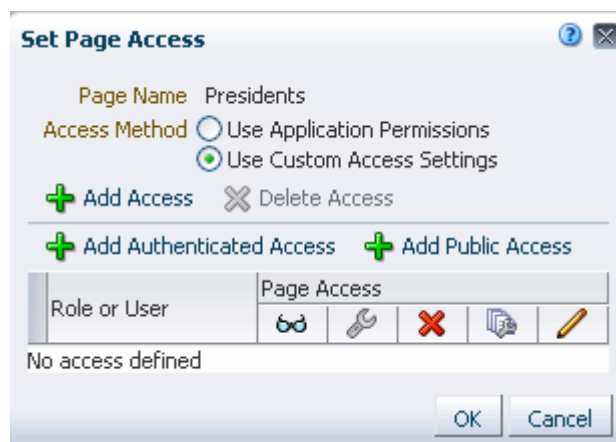 Set Page Access
Page Name Presidents
Access Method Use Application Permissions
Use Custom Access Settings
Add Access Delete Access
Add Authenticated Access Add Public Access
Role or User Page Access
No access defined
OK Cancel